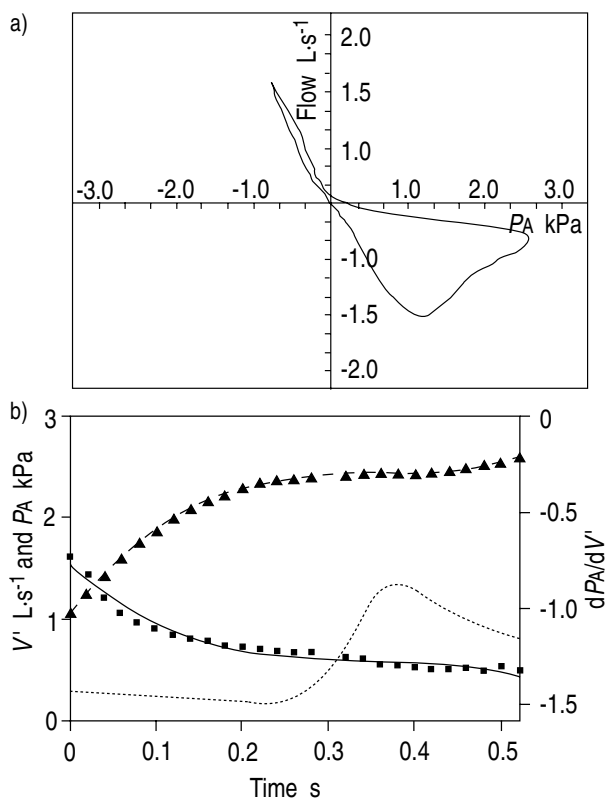 a)
2.0
1.5
1.0
Flow L·s-1
-3.0 -2.0 -1.0 1.0 2.0 3.0
PA kPa
-1.0
-1.5
-2.0
b)
3 0
2 -0.5
1 -1.0
0 -1.5
V' L·s-1 and PA kPa
dPA/dV'
0 0.1 0.2 0.3 0.4 0.5
Time s